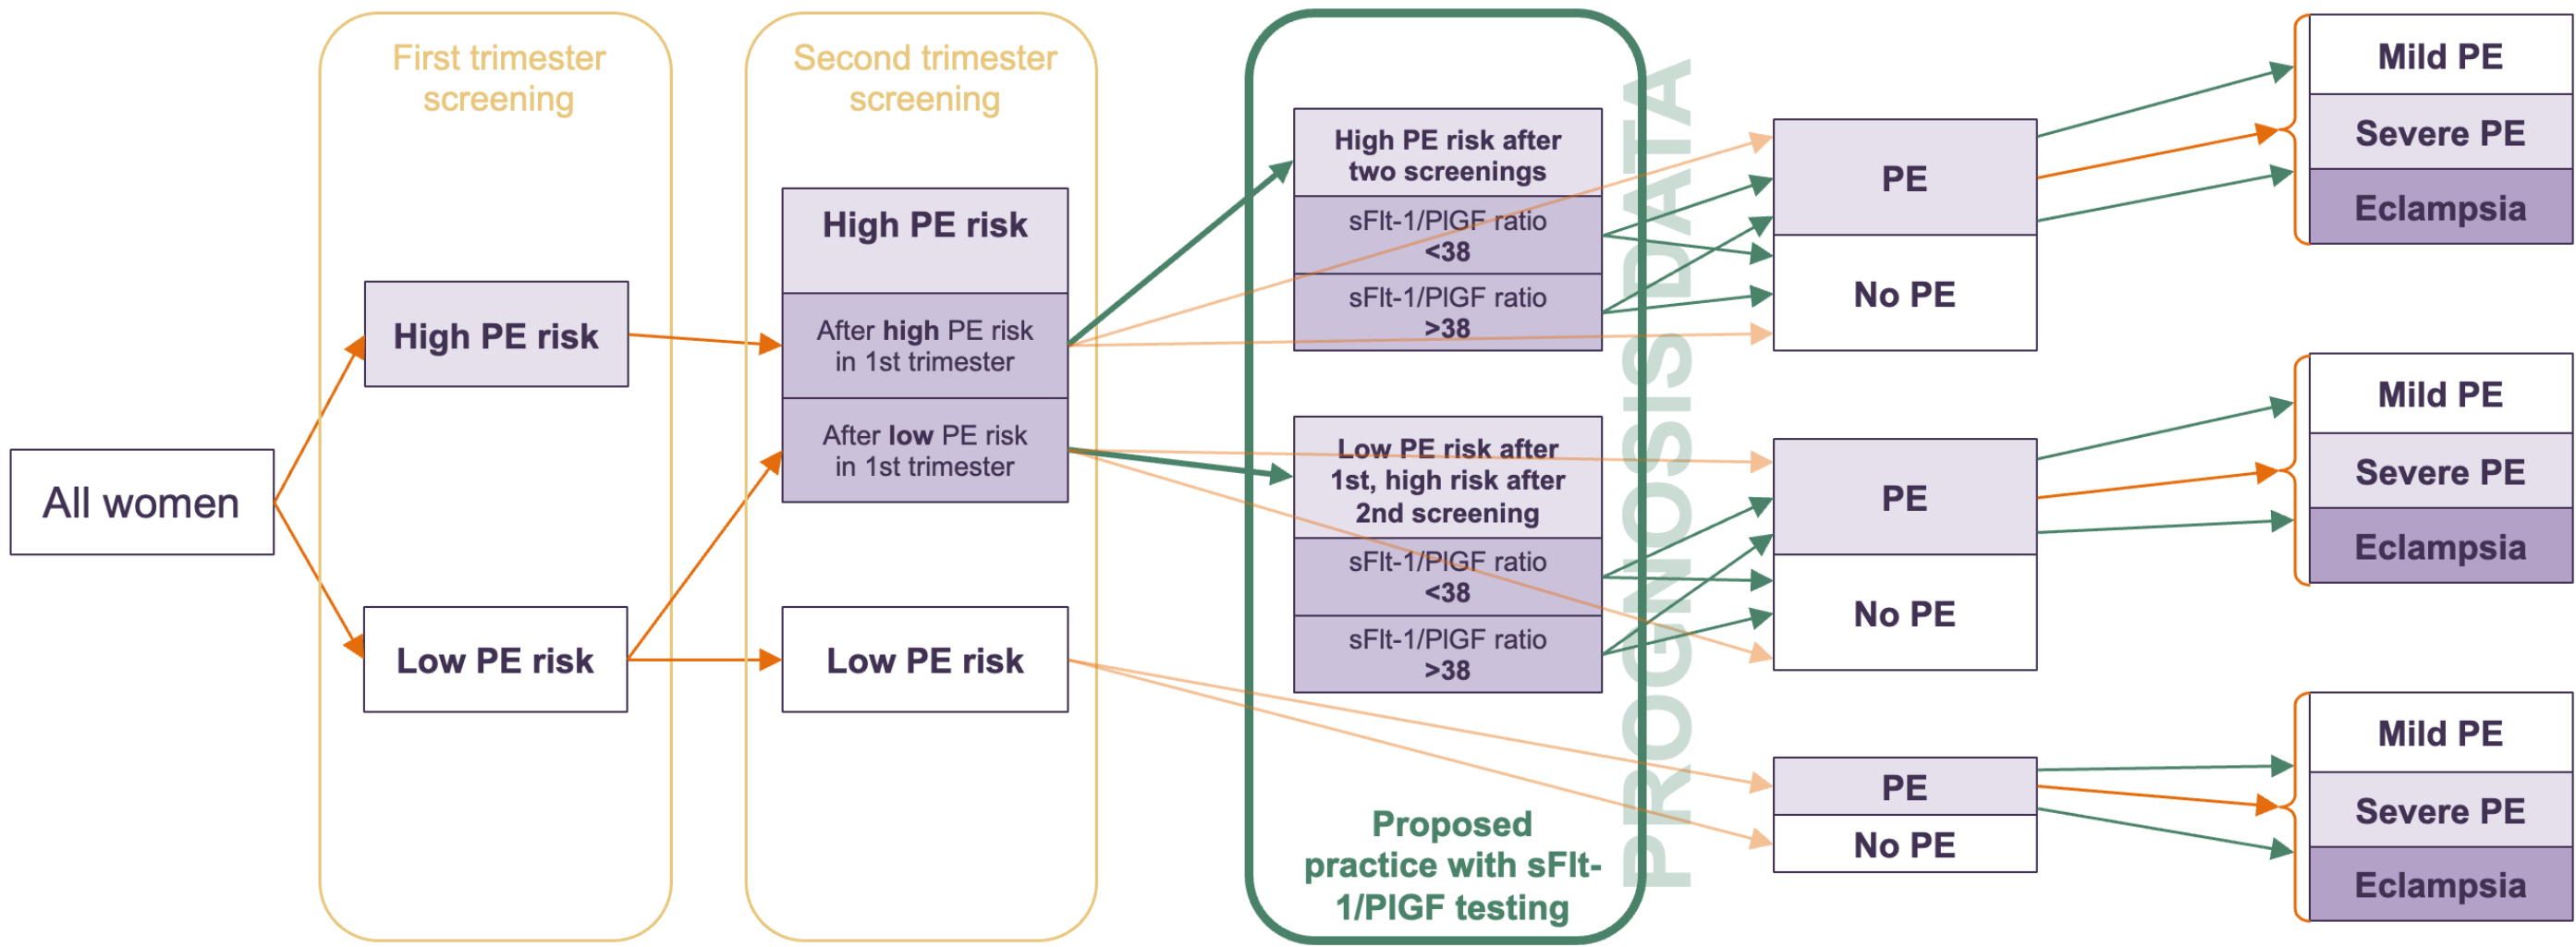 First trimester
screening
Second trimester
screening
All women
High PE risk
Low PE risk
High PE risk
After high PE risk
in 1st trimester
After low PE risk
in 1st trimester
Low PE risk
High PE risk after
two screenings
sFlt-1/PlGF ratio
<38
sFlt-1/PlGF ratio
>38
Low PE risk after
1st, high risk after
2nd screening
sFlt-1/PlGF ratio
<38
sFlt-1/PlGF ratio
>38
Proposed
practice with sFlt-
1/PlGF testing
PROGNOSIS DATA
PE
No PE
PE
No PE
PE
No PE
Mild PE
Severe PE
Eclampsia
Mild PE
Severe PE
Eclampsia
Mild PE
Severe PE
Eclampsia